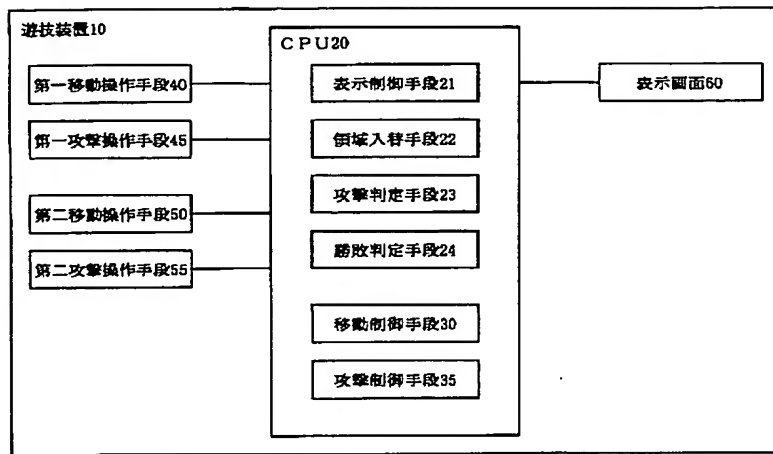 遊技装置10
CPU20
第一移動操作手段40
第一攻撃操作手段45
第二移動操作手段50
第二攻撃操作手段55
表示制御手段21
領域入替手段22
攻撃判定手段23
勝敗判定手段24
移動制御手段30
攻撃制御手段35
表示画面60